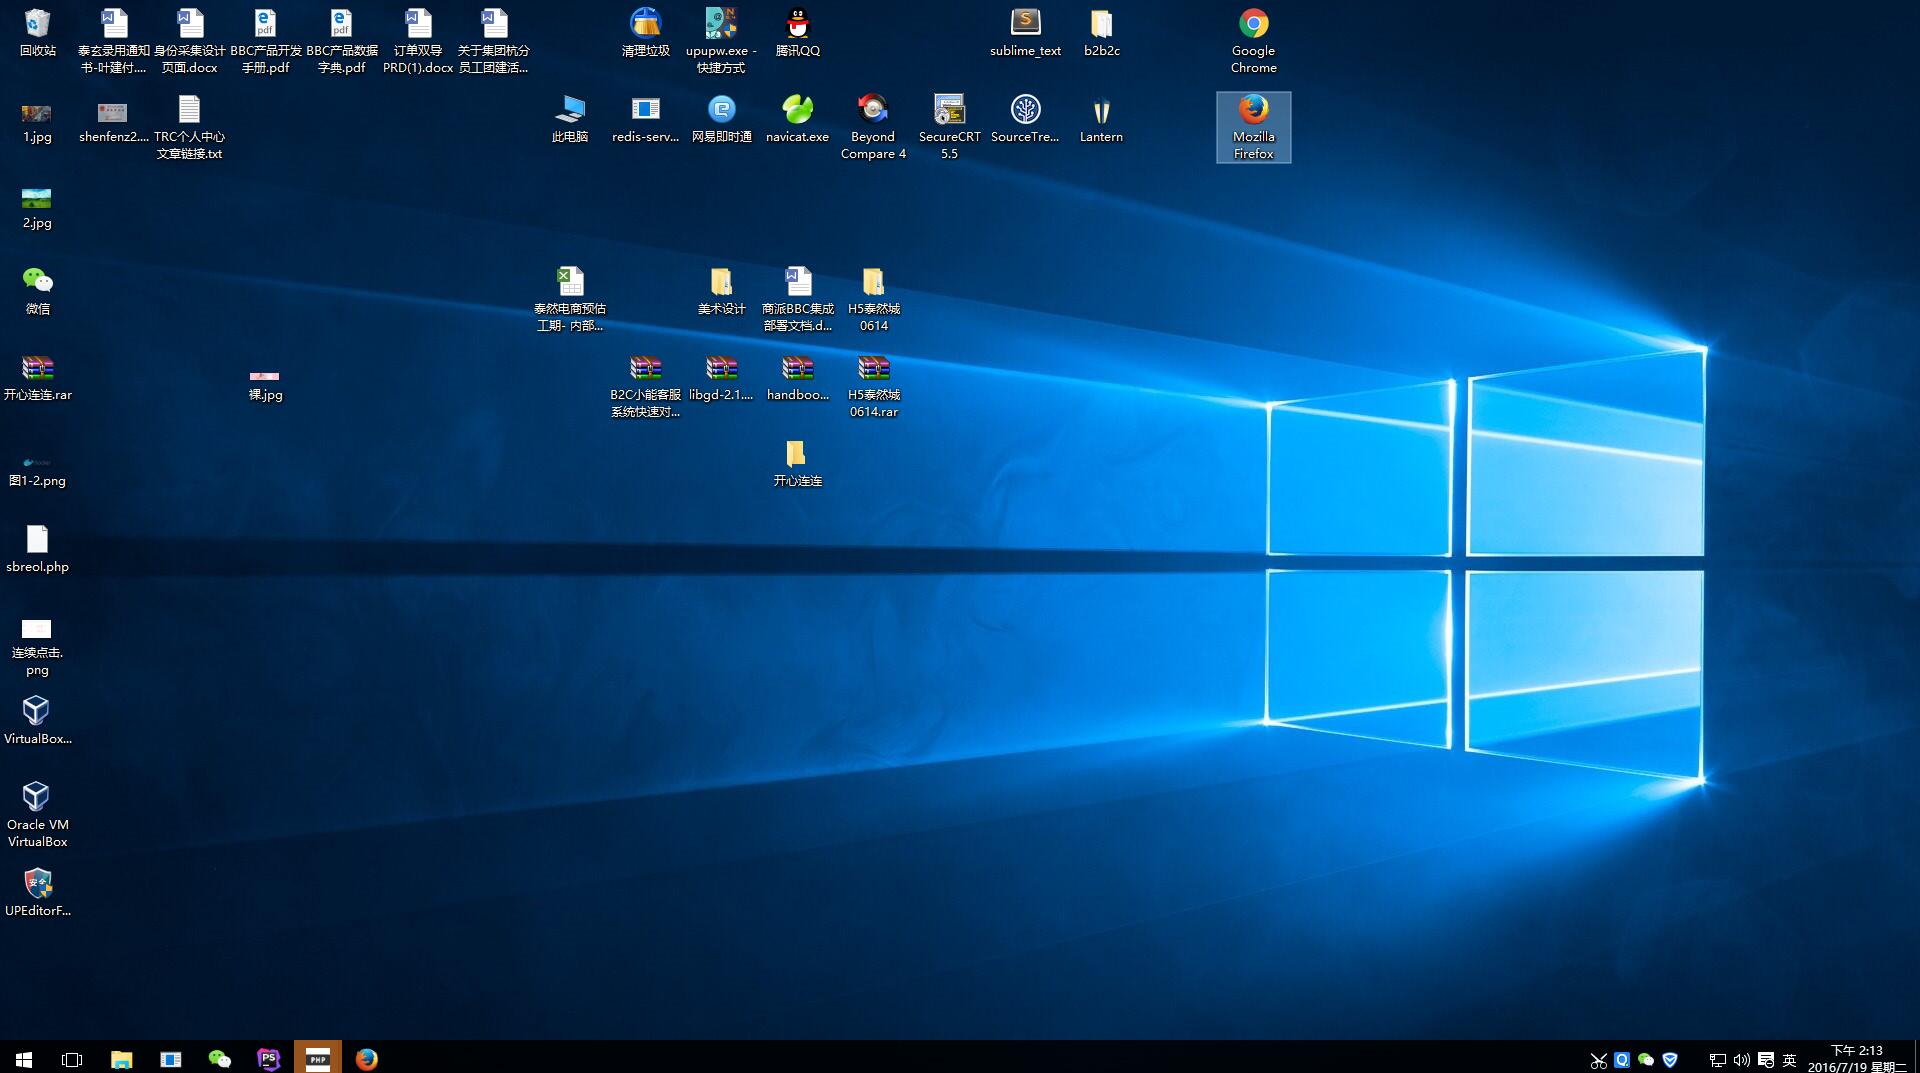 回收站
泰玄录用通知
书-叶建付....
身份采集设计
页面.docx
BBC产品开发
手册.pdf
BBC产品数据
字典.pdf
订单双导
PRD(1).docx
关于集团杭分
员工团建活...
清理垃圾
upupw.exe -
快捷方式
腾讯QQ
sublime_text
b2b2c
Google
Chrome
1.jpg
shenfenz2....
TRC个人中心
文章链接.txt
此电脑
redis-serv...
网易即时通
navicat.exe
Beyond
Compare 4
SecureCRT
5.5
SourceTre...
Lantern
Mozilla
Firefox
2.jpg
微信
泰然电商预估
工期- 内部...
美术设计
商派BBC集成
部署文档.d...
H5泰然城
0614
开心连连.rar
裸.jpg
B2C小能客服
系统快速对...
libgd-2.1....
handboo...
H5泰然城
0614.rar
图1-2.png
开心连连
sbreol.php
连续点击.
png
VirtualBox...
Oracle VM
VirtualBox
安全
UPEditorF...
PS
PHP
英
下午 2:13
2016/7/19 星期二